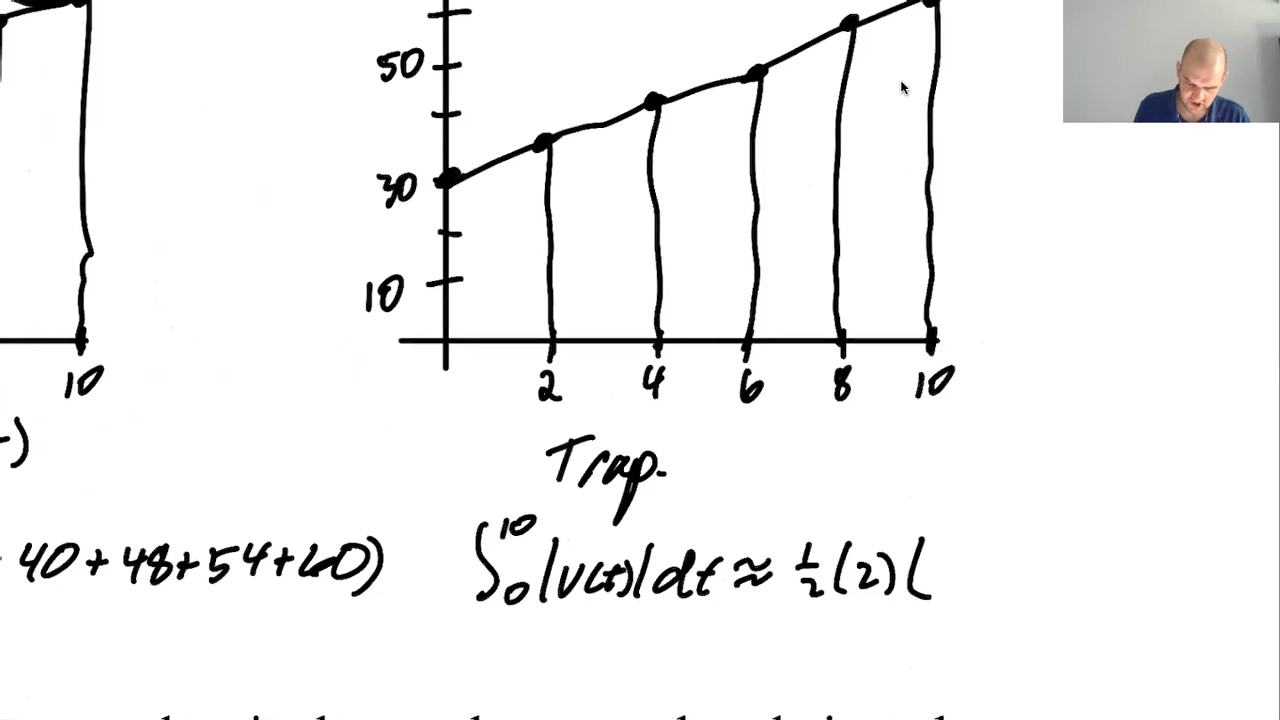 50
30
10
10
2 4 6 8 10
Trap.
)
40+48+54+60)
∫₀¹⁰ |v(t)| dt ≈ ½(2)(